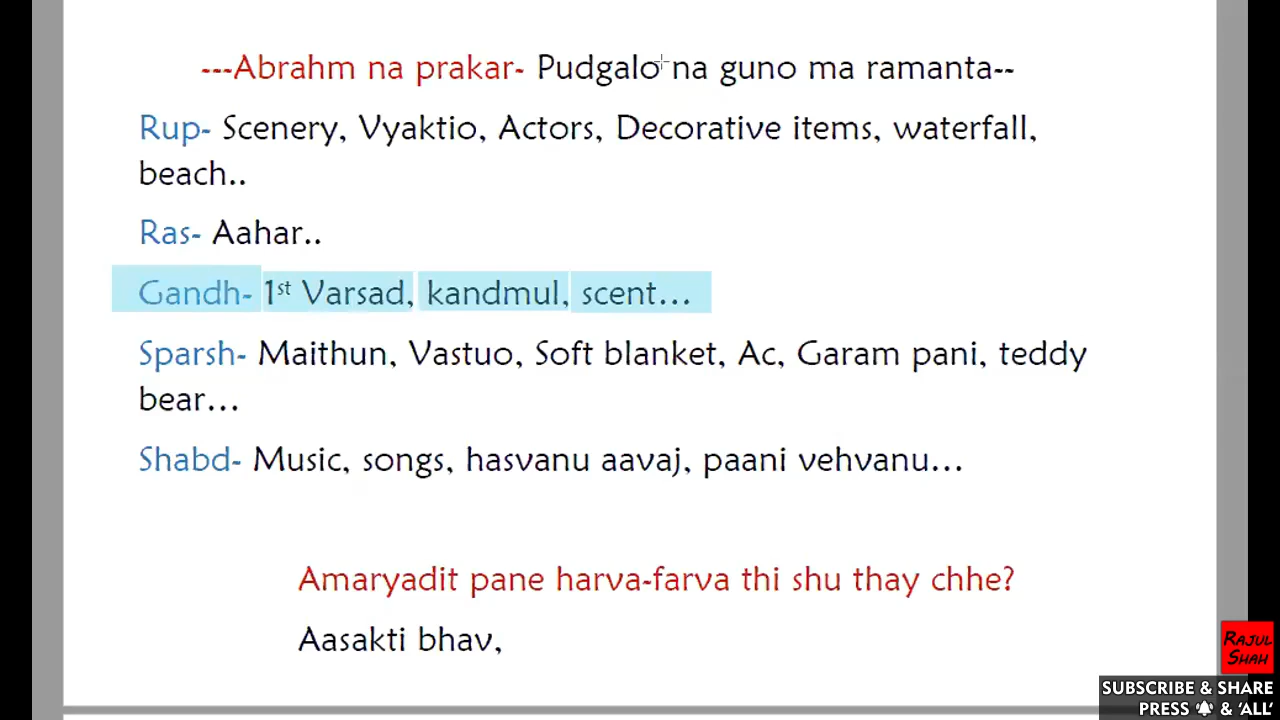 ---Abrahm na prakar- Pudgalo na guno ma ramanta--
Rup- Scenery, Vyaktio, Actors, Decorative items, waterfall,
beach..
Ras- Aahar..
Gandh- 1st Varsad, kandmul, scent...
Sparsh- Maithun, Vastuo, Soft blanket, Ac, Garam pani, teddy
bear...
Shabd- Music, songs, hasvanu aavaj, paani vehvanu...
Amaryadit pane harva-farva thi shu thay chhe?
Aasakti bhav,
RAJUL
SHAH
SUBSCRIBE & SHARE
PRESS & 'ALL'